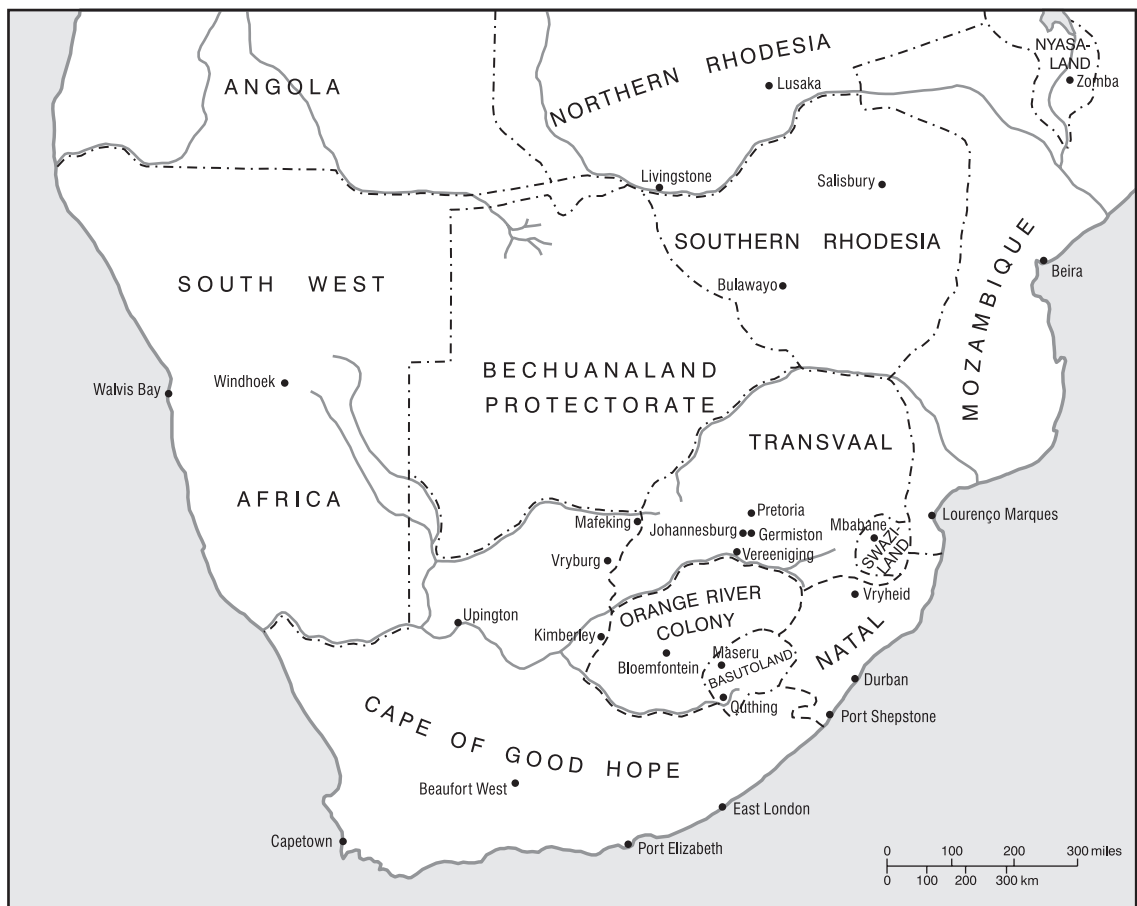 ANGOLA
NORTHERN RHODESIA
Lusaka
NYASA-
LAND
Zomba
Livingstone
Salisbury
SOUTHERN RHODESIA
Bulawayo
MOZAMBIQUE
Beira
SOUTH WEST
AFRICA
Walvis Bay
Windhoek
BECHUANALAND
PROTECTORATE
TRANSVAAL
Pretoria
Mafeking
Johannesburg
Germiston
Mbabane
SWAZI-
LAND
Lourenço Marques
Vereeniging
Vryburg
Vryheid
Upington
Kimberley
ORANGE RIVER
COLONY
Bloemfontein
Maseru
BASUTOLAND
Quthing
NATAL
Durban
Port Shepstone
CAPE OF GOOD HOPE
Beaufort West
East London
Capetown
Port Elizabeth
0 100 200 300 miles
0 100 200 300 km